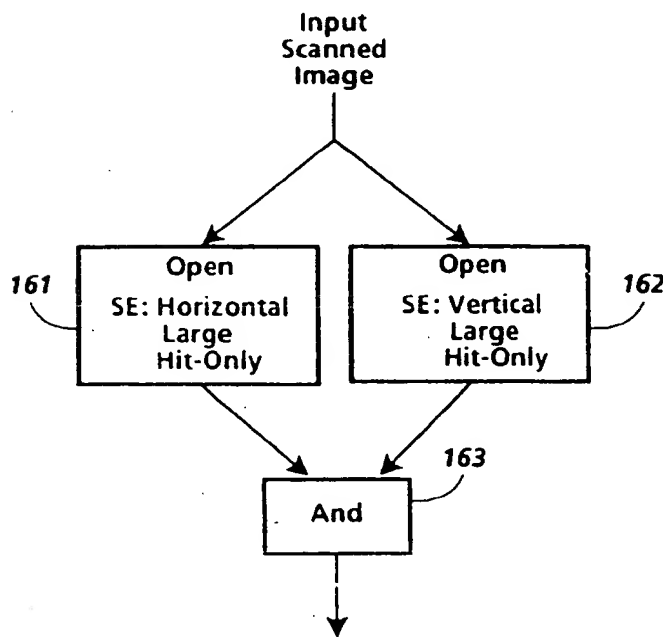 Input
Scanned
Image
161
Open
SE: Horizontal
Large
Hit-Only
Open
SE: Vertical
Large
Hit-Only
162
163
And